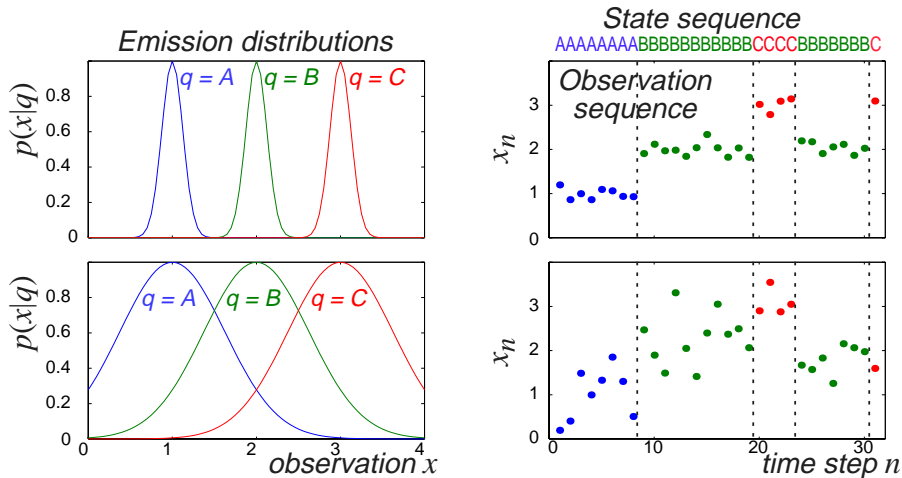 Emission distributions
q = A
q = B
q = C
p(x|q)
0.8
0.6
0.4
0.2
0
State sequence
AAAAAAAABBBBBBBBBBBCCCCBBBBBBBC
Observation
sequence
xn
3
2
1
0
q = A
q = B
q = C
p(x|q)
0.8
0.6
0.4
0.2
0
0 1 2 3 4
observation x
xn
3
2
1
0
0 10 20 30
time step n